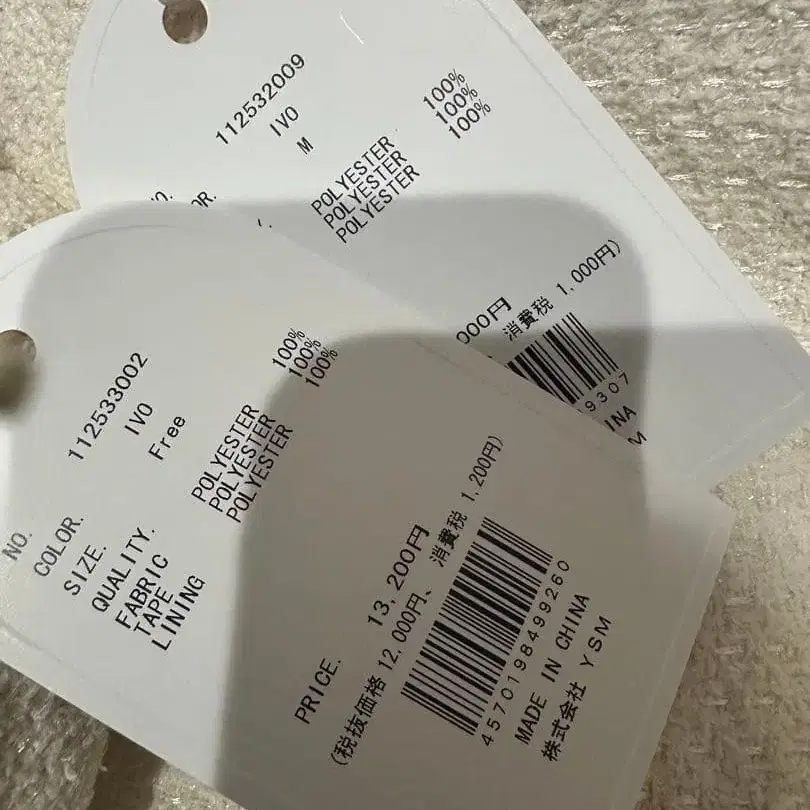 112532009
IVO
M
POLYESTER 100%
POLYESTER 100%
POLYESTER 100%
000円
消費税 1,000円)
9307
INA
M
NO. 112533002
COLOR. IVO
SIZE. Free
QUALITY.
FABRIC POLYESTER 100%
TAPE POLYESTER 100%
LINING POLYESTER 100%
PRICE. 13,200円
(税抜価格 12,000円、消費税 1,200円)
4570198499260
MADE IN CHINA
株式会社 YSM